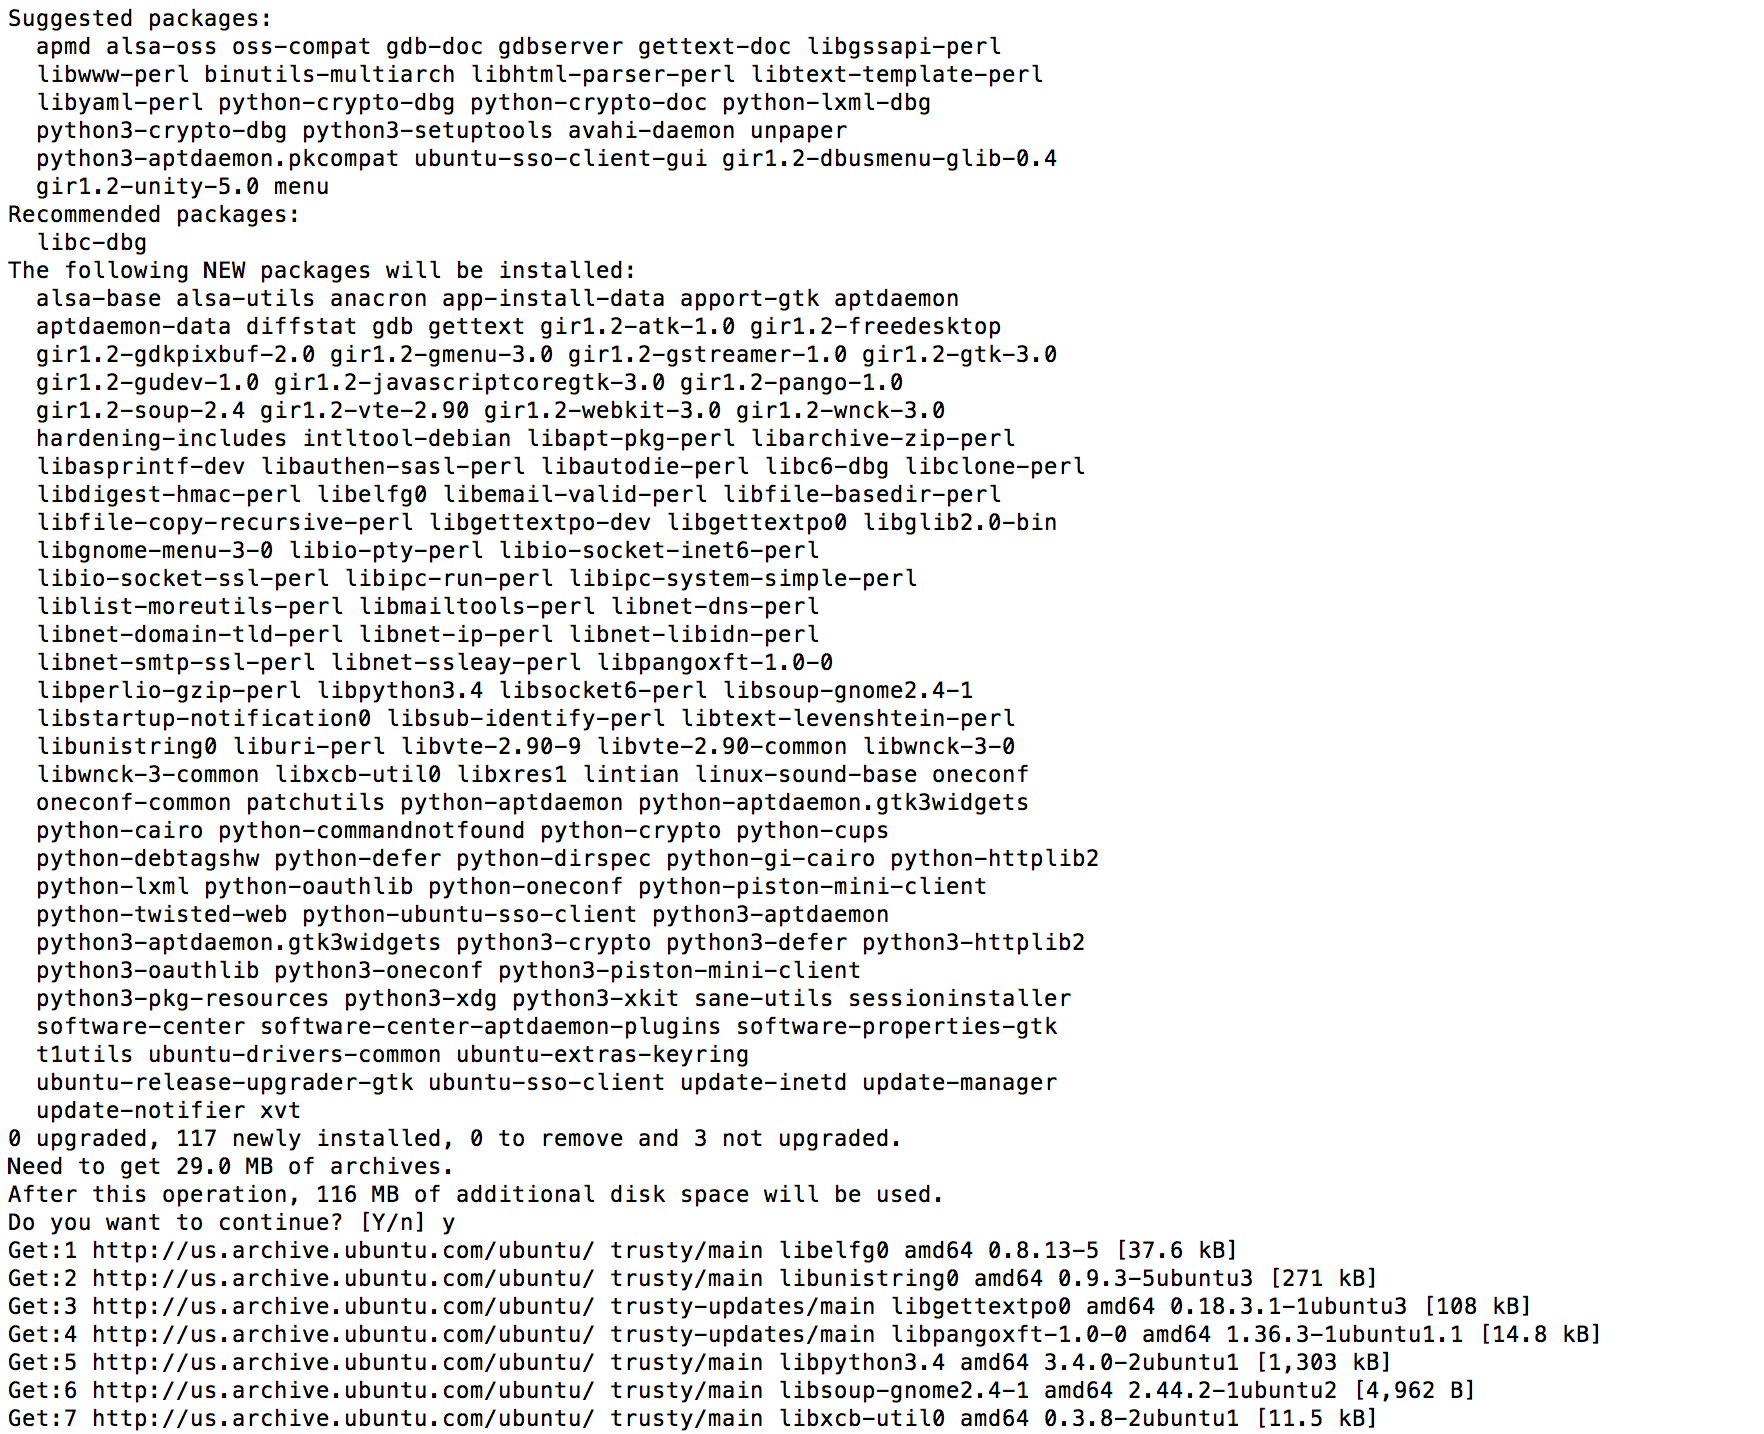 Suggested packages:
  apmd alsa-oss oss-compat gdb-doc gdbserver gettext-doc libgssapi-perl
  libwww-perl binutils-multiarch libhtml-parser-perl libtext-template-perl
  libyaml-perl python-crypto-dbg python-crypto-doc python-lxml-dbg
  python3-crypto-dbg python3-setuptools avahi-daemon unpaper
  python3-aptdaemon.pkcompat ubuntu-sso-client-gui gir1.2-dbusmenu-glib-0.4
  gir1.2-unity-5.0 menu
Recommended packages:
  libc-dbg
The following NEW packages will be installed:
  alsa-base alsa-utils anacron app-install-data apport-gtk aptdaemon
  aptdaemon-data diffstat gdb gettext gir1.2-atk-1.0 gir1.2-freedesktop
  gir1.2-gdkpixbuf-2.0 gir1.2-gmenu-3.0 gir1.2-gstreamer-1.0 gir1.2-gtk-3.0
  gir1.2-gudev-1.0 gir1.2-javascriptcoregtk-3.0 gir1.2-pango-1.0
  gir1.2-soup-2.4 gir1.2-vte-2.90 gir1.2-webkit-3.0 gir1.2-wnck-3.0
  hardening-includes intltool-debian libapt-pkg-perl libarchive-zip-perl
  libasprintf-dev libauthen-sasl-perl libautodie-perl libc6-dbg libclone-perl
  libdigest-hmac-perl libelfg0 libemail-valid-perl libfile-basedir-perl
  libfile-copy-recursive-perl libgettextpo-dev libgettextpo0 libglib2.0-bin
  libgnome-menu-3-0 libio-pty-perl libio-socket-inet6-perl
  libio-socket-ssl-perl libipc-run-perl libipc-system-simple-perl
  liblist-moreutils-perl libmailtools-perl libnet-dns-perl
  libnet-domain-tld-perl libnet-ip-perl libnet-libidn-perl
  libnet-smtp-ssl-perl libnet-ssleay-perl libpangoxft-1.0-0
  libperlio-gzip-perl libpython3.4 libsocket6-perl libsoup-gnome2.4-1
  libstartup-notification0 libsub-identify-perl libtext-levenshtein-perl
  libunistring0 liburi-perl libvte-2.90-9 libvte-2.90-common libwnck-3-0
  libwnck-3-common libxcb-util0 libxres1 lintian linux-sound-base oneconf
  oneconf-common patchutils python-aptdaemon python-aptdaemon.gtk3widgets
  python-cairo python-commandnotfound python-crypto python-cups
  python-debtagshw python-defer python-dirspec python-gi-cairo python-httplib2
  python-lxml python-oauthlib python-oneconf python-piston-mini-client
  python-twisted-web python-ubuntu-sso-client python3-aptdaemon
  python3-aptdaemon.gtk3widgets python3-crypto python3-defer python3-httplib2
  python3-oauthlib python3-oneconf python3-piston-mini-client
  python3-pkg-resources python3-xdg python3-xkit sane-utils sessioninstaller
  software-center software-center-aptdaemon-plugins software-properties-gtk
  t1utils ubuntu-drivers-common ubuntu-extras-keyring
  ubuntu-release-upgrader-gtk ubuntu-sso-client update-inetd update-manager
  update-notifier xvt
0 upgraded, 117 newly installed, 0 to remove and 3 not upgraded.
Need to get 29.0 MB of archives.
After this operation, 116 MB of additional disk space will be used.
Do you want to continue? [Y/n] y
Get:1 http://us.archive.ubuntu.com/ubuntu/ trusty/main libelfg0 amd64 0.8.13-5 [37.6 kB]
Get:2 http://us.archive.ubuntu.com/ubuntu/ trusty/main libunistring0 amd64 0.9.3-5ubuntu3 [271 kB]
Get:3 http://us.archive.ubuntu.com/ubuntu/ trusty-updates/main libgettextpo0 amd64 0.18.3.1-1ubuntu3 [108 kB]
Get:4 http://us.archive.ubuntu.com/ubuntu/ trusty-updates/main libpangoxft-1.0-0 amd64 1.36.3-1ubuntu1.1 [14.8 kB]
Get:5 http://us.archive.ubuntu.com/ubuntu/ trusty/main libpython3.4 amd64 3.4.0-2ubuntu1 [1,303 kB]
Get:6 http://us.archive.ubuntu.com/ubuntu/ trusty/main libsoup-gnome2.4-1 amd64 2.44.2-1ubuntu2 [4,962 B]
Get:7 http://us.archive.ubuntu.com/ubuntu/ trusty/main libxcb-util0 amd64 0.3.8-2ubuntu1 [11.5 kB]